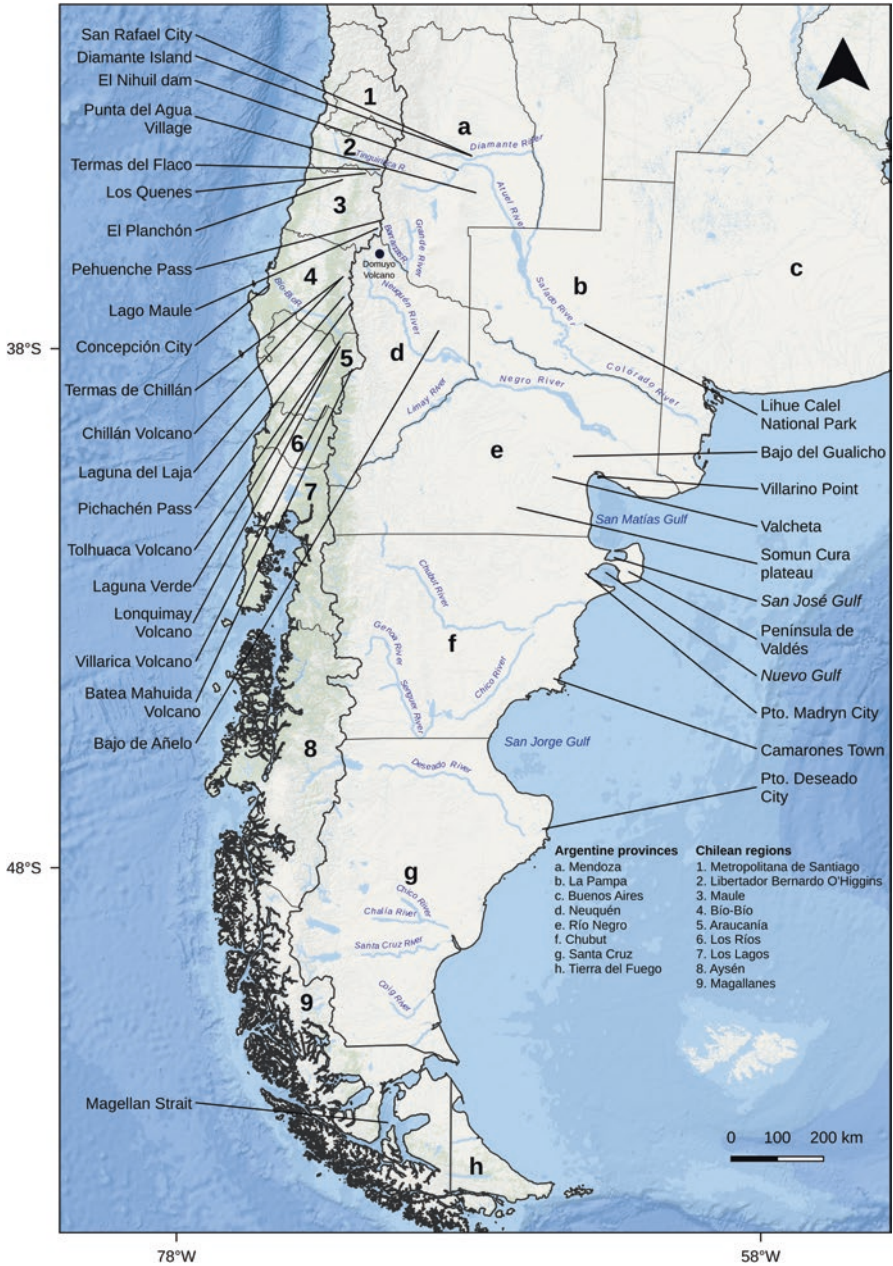 San Rafael City
Diamante Island
El Nihuil dam
Punta del Agua
Village
Termas del Flaco
Los Quenes
El Planchón
Pehuenche Pass
Lago Maule
Concepción City
38°S
Termas de Chillán
Chillán Volcano
Laguna del Laja
Pichachén Pass
Tolhuaca Volcano
Laguna Verde
Lonquimay
Volcano
Villarica Volcano
Batea Mahuida
Volcano
Bajo de Añelo
48°S
Magellan Strait
1
2
3
4
5
6
7
8
9
a
b
c
d
e
f
g
h
Diamante River
Tinguiririca R.
Atuel River
Grande River
Barrancas R.
Domuyo
Volcano
Bío-Bío R.
Neuquén River
Salado River
Colorado River
Limay River
Negro River
San Matías Gulf
Chubut River
Genoa River
Senguer River
Chico River
San Jorge Gulf
Deseado River
Chico River
Chalía River
Santa Cruz River
Coig River
Lihue Calel
National Park
Bajo del Gualicho
Villarino Point
Valcheta
Somun Cura
plateau
San José Gulf
Península de
Valdés
Nuevo Gulf
Pto. Madryn City
Camarones Town
Pto. Deseado
City
Argentine provinces
a. Mendoza
b. La Pampa
c. Buenos Aires
d. Neuquén
e. Río Negro
f. Chubut
g. Santa Cruz
h. Tierra del Fuego
Chilean regions
1. Metropolitana de Santiago
2. Libertador Bernardo O'Higgins
3. Maule
4. Bío-Bío
5. Araucanía
6. Los Ríos
7. Los Lagos
8. Aysén
9. Magallanes
0 100 200 km
78°W
58°W